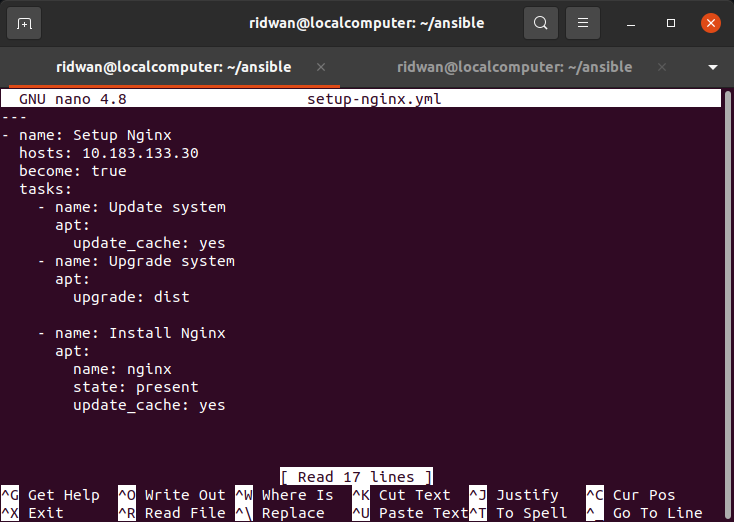 ridwan@localcomputer: ~/ansible
ridwan@localcomputer: ~/ansible × ridwan@localcomputer: ~/ansible ×
GNU nano 4.8 setup-nginx.yml
---
- name: Setup Nginx
  hosts: 10.183.133.30
  become: true
  tasks:
    - name: Update system
      apt:
        update_cache: yes
    - name: Upgrade system
      apt:
        upgrade: dist

    - name: Install Nginx
      apt:
        name: nginx
        state: present
        update_cache: yes
[ Read 17 lines ]
^G Get Help ^O Write Out ^W Where Is ^K Cut Text ^J Justify ^C Cur Pos
^X Exit ^R Read File ^\ Replace ^U Paste Text ^T To Spell ^_ Go To Line